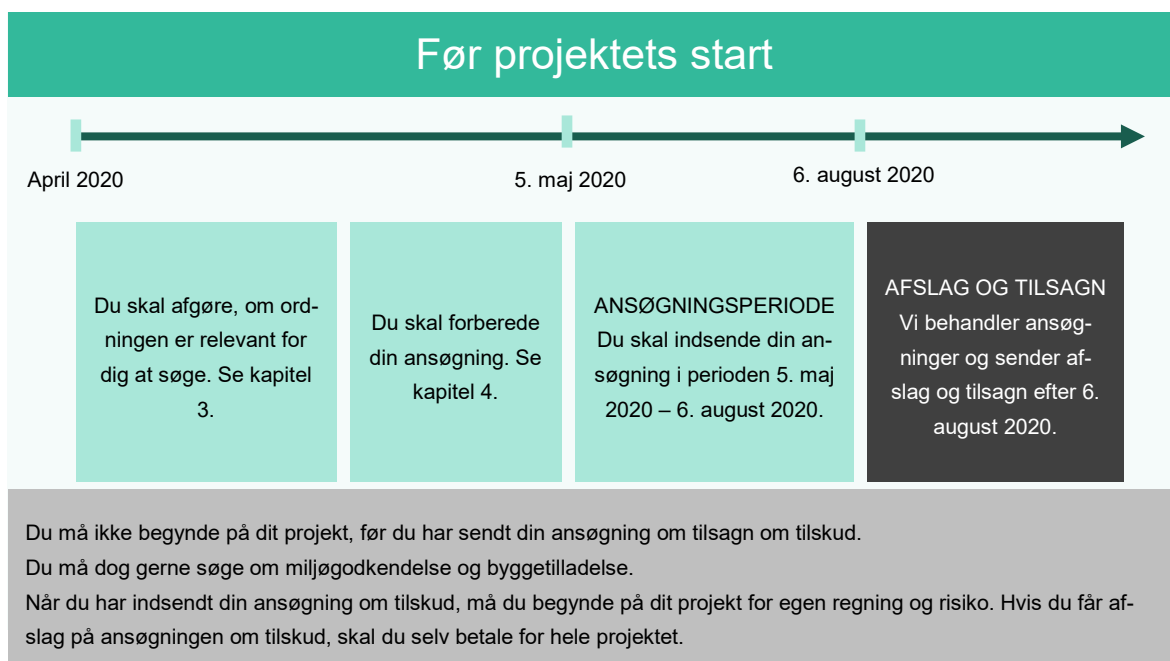 Før projektets start
April 2020
5. maj 2020
6. august 2020
Du skal afgøre, om ord-
ningen er relevant for
dig at søge. Se kapitel
3.
Du skal forberede
din ansøgning. Se
kapitel 4.
ANSØGNINGSPERIODE
Du skal indsende din an-
søgning i perioden 5. maj
2020 – 6. august 2020.
AFSLAG OG TILSAGN
Vi behandler ansøg-
ninger og sender af-
slag og tilsagn efter 6.
august 2020.
Du må ikke begynde på dit projekt, før du har sendt din ansøgning om tilsagn om tilskud.
Du må dog gerne søge om miljøgodkendelse og byggetilladelse.
Når du har indsendt din ansøgning om tilskud, må du begynde på dit projekt for egen regning og risiko. Hvis du får af-
slag på ansøgningen om tilskud, skal du selv betale for hele projektet.